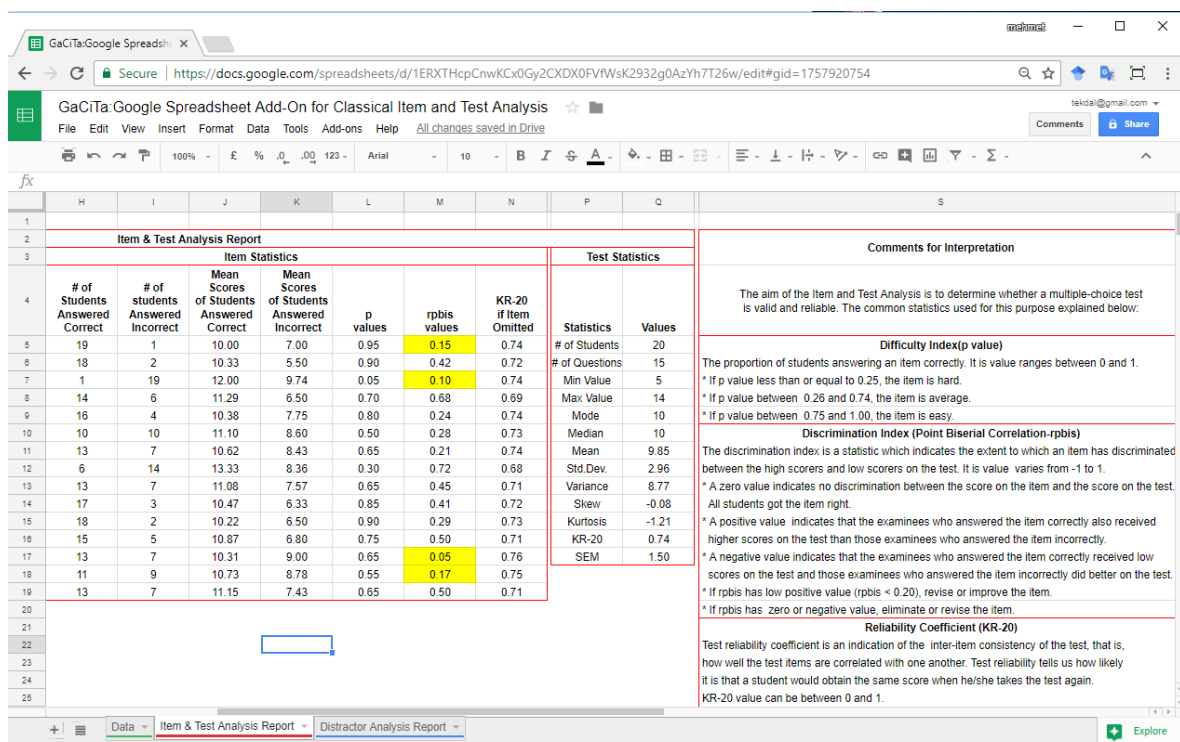 mehmet
GaCiTa:Google Spreadsh
Secure | https://docs.google.com/spreadsheets/d/1ERXTHcpCnwKCx0Gy2CXDX0FVfWsK2932g0AzYh7T26w/edit#gid=1757920754
GaCiTa:Google Spreadsheet Add-On for Classical Item and Test Analysis
tekdal@gmail.com
File Edit View Insert Format Data Tools Add-ons Help All changes saved in Drive
Comments Share
100% £ % .0 .00 123 Arial 10 B I S A
fx
H I J K L M N P Q S
1
2 Item & Test Analysis Report
3 Item Statistics Test Statistics
Comments for Interpretation
4
# of Students Answered Correct
# of students Answered Incorrect
Mean Scores of Students Answered Correct
Mean Scores of Students Answered Incorrect
p values
rpbis values
KR-20 if Item Omitted
Statistics Values
The aim of the Item and Test Analysis is to determine whether a multiple-choice test
is valid and reliable. The common statistics used for this purpose explained below:
5 19 1 10.00 7.00 0.95 0.15 0.74 # of Students 20 Difficulty Index(p value)
6 18 2 10.33 5.50 0.90 0.42 0.72 # of Questions 15 The proportion of students answering an item correctly. It is value ranges between 0 and 1.
7 1 19 12.00 9.74 0.05 0.10 0.74 Min Value 5 * If p value less than or equal to 0.25, the item is hard.
8 14 6 11.29 6.50 0.70 0.68 0.69 Max Value 14 * If p value between 0.26 and 0.74, the item is average.
9 16 4 10.38 7.75 0.80 0.24 0.74 Mode 10 * If p value between 0.75 and 1.00, the item is easy.
10 10 10 11.10 8.60 0.50 0.28 0.73 Median 10 Discrimination Index (Point Biserial Correlation-rpbis)
11 13 7 10.62 8.43 0.65 0.21 0.74 Mean 9.85 The discrimination index is a statistic which indicates the extent to which an item has discriminated
12 6 14 13.33 8.36 0.30 0.72 0.68 Std.Dev. 2.96 between the high scorers and low scorers on the test. It is value varies from -1 to 1.
13 13 7 11.08 7.57 0.65 0.45 0.71 Variance 8.77 * A zero value indicates no discrimination between the score on the item and the score on the test.
14 17 3 10.47 6.33 0.85 0.41 0.72 Skew -0.08 All students got the item right.
15 18 2 10.22 6.50 0.90 0.29 0.73 Kurtosis -1.21 * A positive value indicates that the examinees who answered the item correctly also received
16 15 5 10.87 6.80 0.75 0.50 0.71 KR-20 0.74 higher scores on the test than those examinees who answered the item incorrectly.
17 13 7 10.31 9.00 0.65 0.05 0.76 SEM 1.50 * A negative value indicates that the examinees who answered the item correctly received low
18 11 9 10.73 8.78 0.55 0.17 0.75 scores on the test and those examinees who answered the item incorrectly did better on the test.
19 13 7 11.15 7.43 0.65 0.50 0.71 * If rpbis has low positive value (rpbis < 0.20), revise or improve the item.
20 * If rpbis has zero or negative value, eliminate or revise the item.
21 Reliability Coefficient (KR-20)
22 Test reliability coefficient is an indication of the inter-item consistency of the test, that is,
23 how well the test items are correlated with one another. Test reliability tells us how likely
24 it is that a student would obtain the same score when he/she takes the test again.
25 KR-20 value can be between 0 and 1.
Data Item & Test Analysis Report Distractor Analysis Report Explore